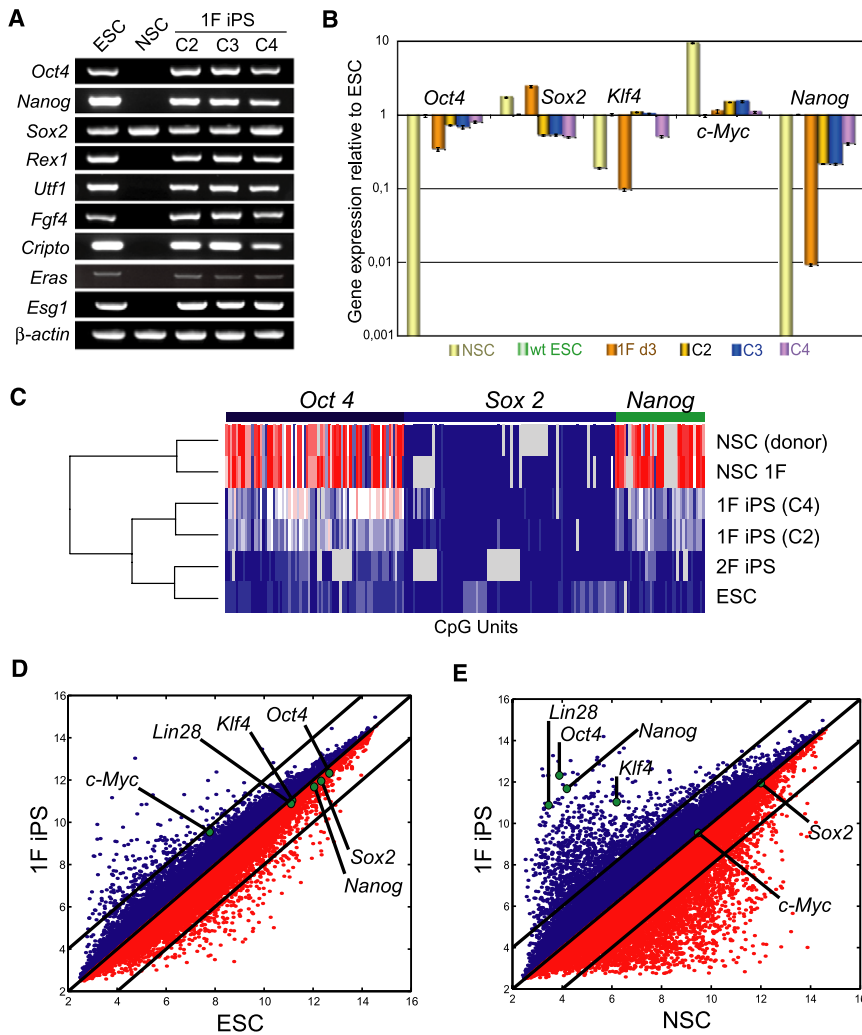 A
ESC NSC 1F iPS
C2 C3 C4
Oct4
Nanog
Sox2
Rex1
Utf1
Fgf4
Cripto
Eras
Esg1
β-actin
B
Gene expression relative to ESC
10
1
0,1
0,01
0,001
Oct4
Sox2
Klf4
c-Myc
Nanog
NSC wt ESC 1F d3 C2 C3 C4
C
Oct 4 Sox 2 Nanog
NSC (donor)
NSC 1F
1F iPS (C4)
1F iPS (C2)
2F iPS
ESC
CpG Units
D
1F iPS
16
14
12
10
8
6
4
2
2 4 6 8 10 12 14 16
ESC
c-Myc
Lin28
Klf4
Oct4
Sox2
Nanog
E
1F iPS
16
14
12
10
8
6
4
2
2 4 6 8 10 12 14 16
NSC
Lin28
Oct4
Nanog
Klf4
Sox2
c-Myc